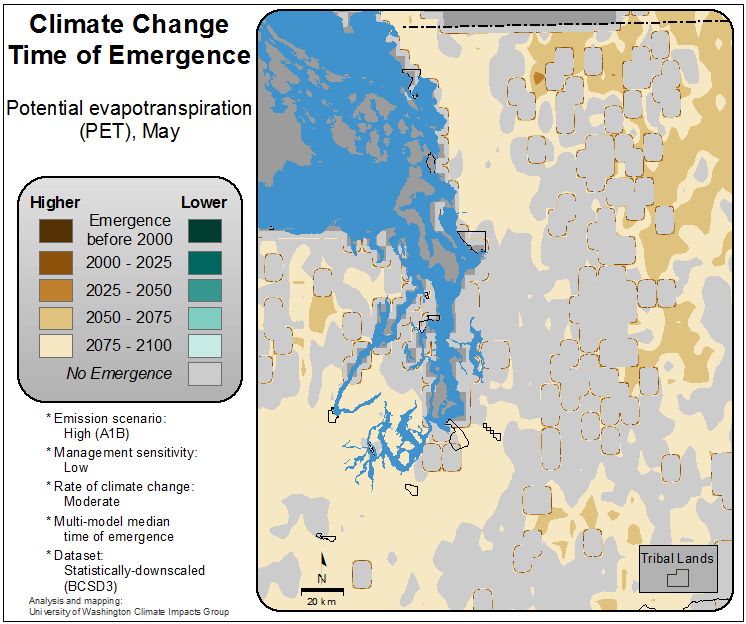 Climate Change
Time of Emergence
Potential evapotranspiration
(PET), May
Higher Lower
Emergence
before 2000
2000 - 2025
2025 - 2050
2050 - 2075
2075 - 2100
No Emergence
* Emission scenario:
High (A1B)
* Management sensitivity:
Low
* Rate of climate change:
Moderate
* Multi-model median
time of emergence
* Dataset:
Statistically-downscaled
(BCSD3)
Analysis and mapping:
University of Washington Climate Impacts Group
N
20 km
Tribal Lands